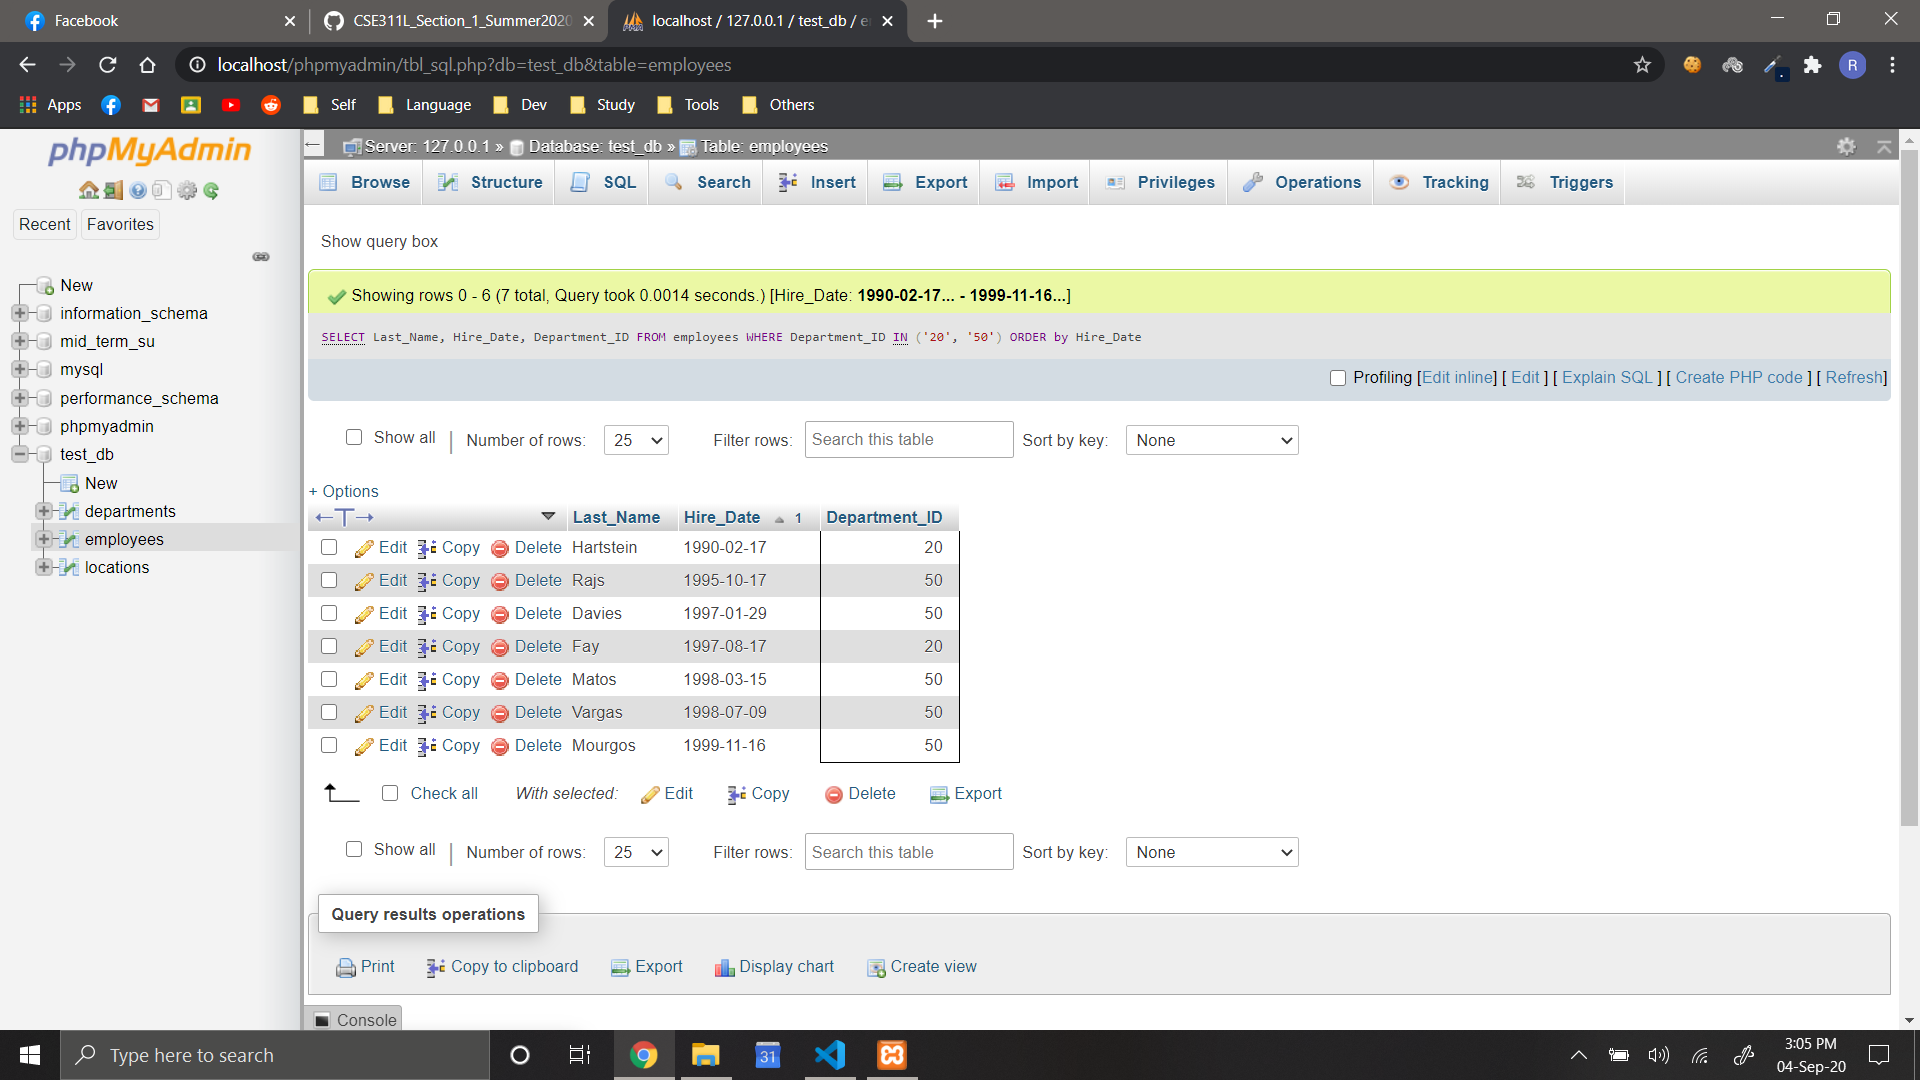 Facebook
CSE311L_Section_1_Summer2020
localhost / 127.0.0.1 / test_db / e
localhost/phpmyadmin/tbl_sql.php?db=test_db&table=employees
R
Apps
Self
Language
Dev
Study
Tools
Others
phpMyAdmin
Recent
Favorites
New
information_schema
mid_term_su
mysql
performance_schema
phpmyadmin
test_db
New
departments
employees
locations
Server: 127.0.0.1 » Database: test_db » Table: employees
Browse
Structure
SQL
Search
Insert
Export
Import
Privileges
Operations
Tracking
Triggers
Show query box
Showing rows 0 - 6 (7 total, Query took 0.0014 seconds.) [Hire_Date: 1990-02-17... - 1999-11-16...]
SELECT Last_Name, Hire_Date, Department_ID FROM employees WHERE Department_ID IN ('20', '50') ORDER by Hire_Date
Profiling [Edit inline] [ Edit ] [ Explain SQL ] [ Create PHP code ] [ Refresh]
Show all | Number of rows: 25 Filter rows: Search this table Sort by key: None
+ Options
←T→ Last_Name Hire_Date 1 Department_ID
Edit Copy Delete Hartstein 1990-02-17 20
Edit Copy Delete Rajs 1995-10-17 50
Edit Copy Delete Davies 1997-01-29 50
Edit Copy Delete Fay 1997-08-17 20
Edit Copy Delete Matos 1998-03-15 50
Edit Copy Delete Vargas 1998-07-09 50
Edit Copy Delete Mourgos 1999-11-16 50
Check all With selected: Edit Copy Delete Export
Show all | Number of rows: 25 Filter rows: Search this table Sort by key: None
Query results operations
Print Copy to clipboard Export Display chart Create view
Console
Type here to search
31
3:05 PM
04-Sep-20